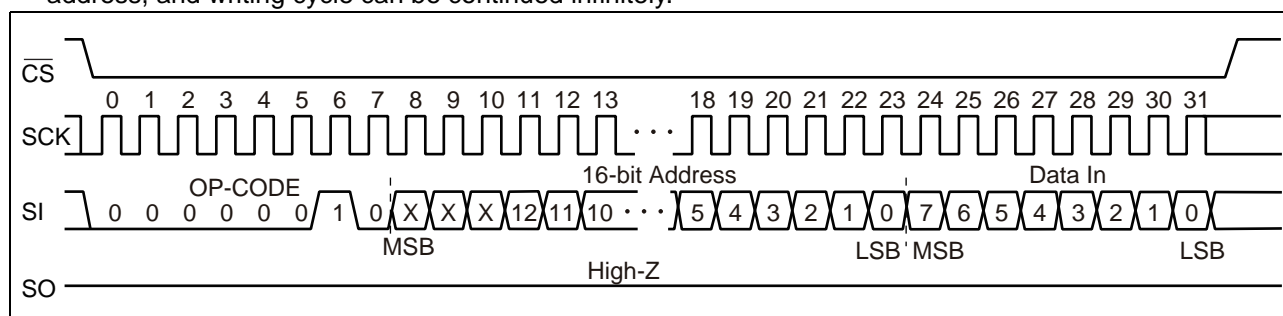 address, and writing cycle can be continued infinitely.
CS
0 1 2 3 4 5 6 7 8 9 10 11 12 13 18 19 20 21 22 23 24 25 26 27 28 29 30 31
SCK ···
OP-CODE 16-bit Address Data In
SI 0 0 0 0 0 0 1 0 X X X 12 11 10 ··· 5 4 3 2 1 0 7 6 5 4 3 2 1 0
MSB LSB MSB LSB
High-Z
SO